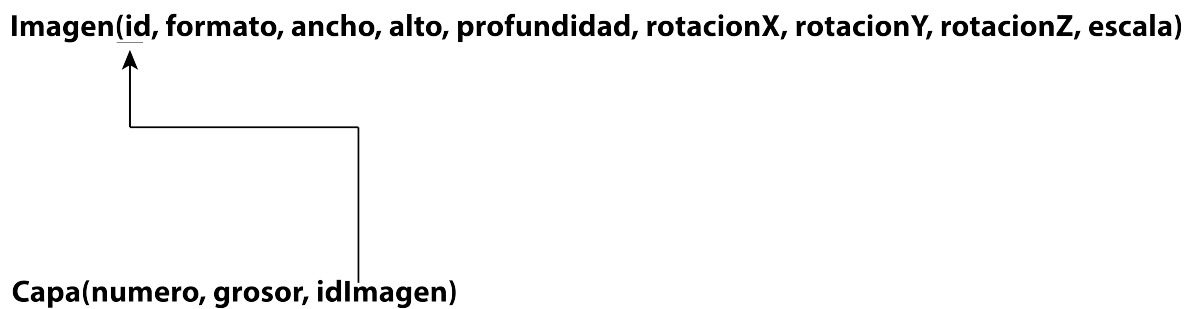 Imagen(id, formato, ancho, alto, profundidad, rotacionX, rotacionY, rotacionZ, escala)
Capa(numero, grosor, idImagen)